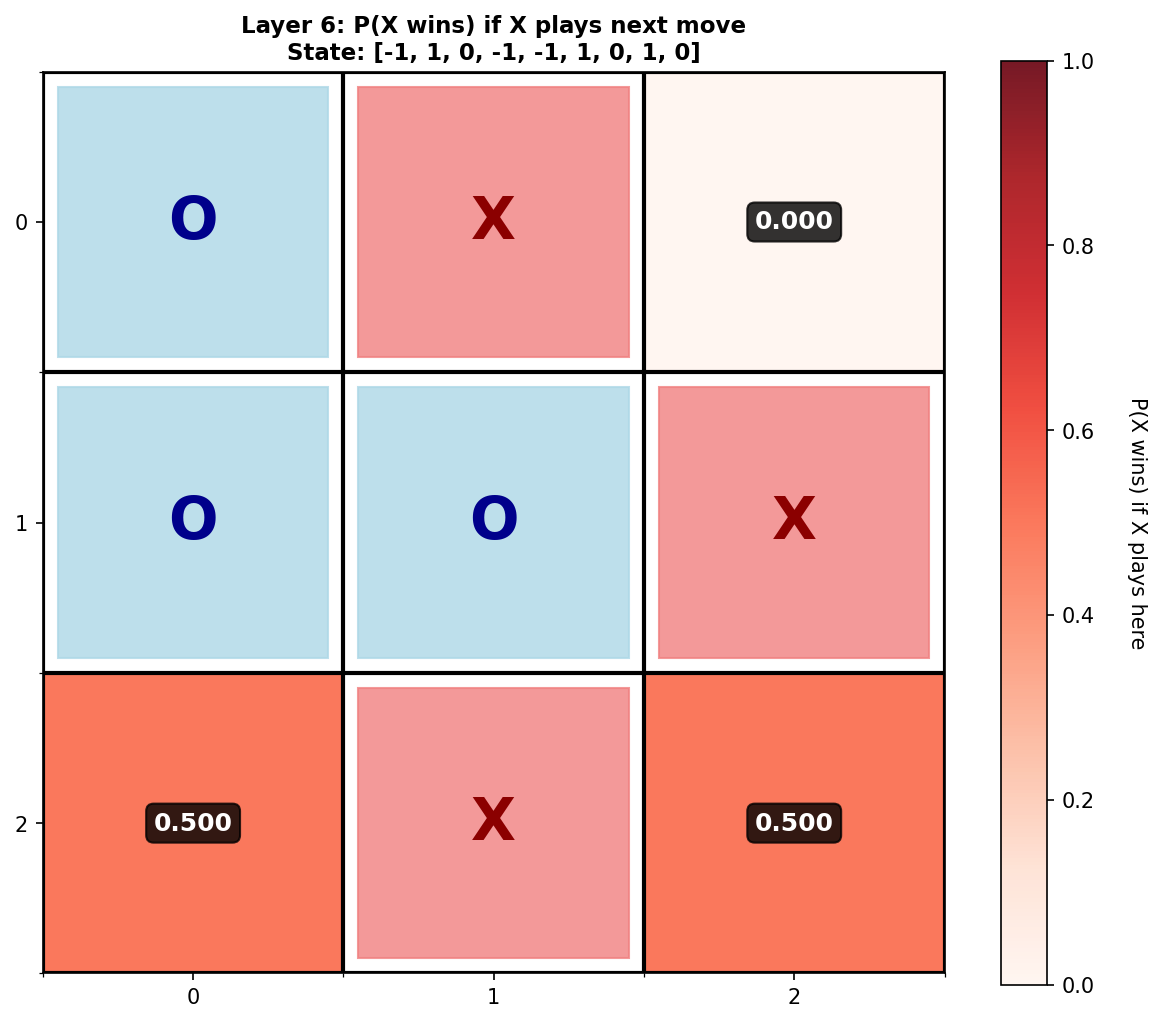 Layer 6: P(X wins) if X plays next move
State: [-1, 1, 0, -1, -1, 1, 0, 1, 0]
1.0
0.8
0.6
0.4
0.2
0.0
P(X wins) if X plays here
0
O
X
0.000
1
O
O
X
2
0.500
X
0.500
0
1
2